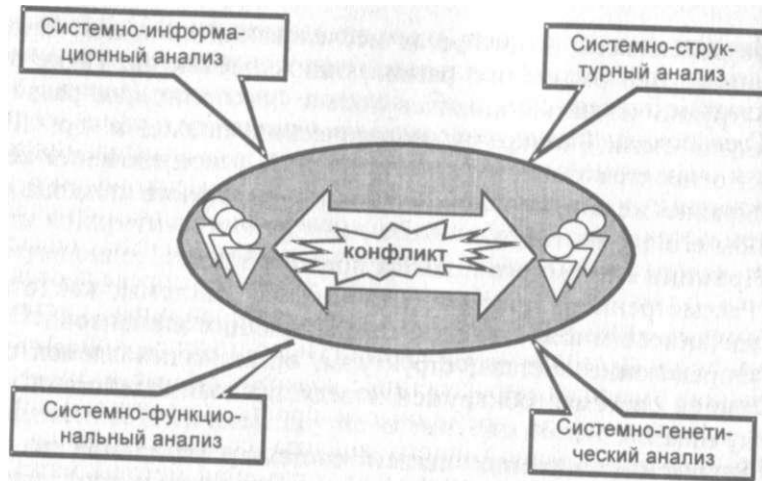 Системно-информа-
ционный анализ
Системно-струк-
турный анализ
конфликт
Системно-функцио-
нальный анализ
Системно-генети-
ческий анализ